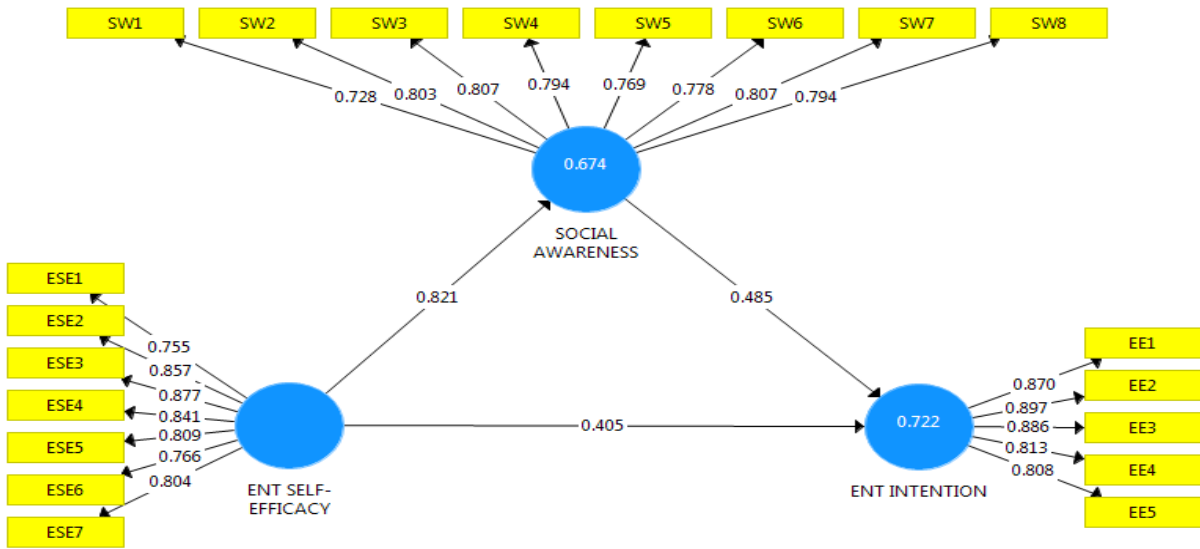 SW1
SW2
SW3
SW4
SW5
SW6
SW7
SW8
0.728
0.803
0.807
0.794
0.769
0.778
0.807
0.794
0.674
SOCIAL
AWARENESS
0.821
0.485
ESE1
ESE2
ESE3
ESE4
ESE5
ESE6
ESE7
0.755
0.857
0.877
0.841
0.809
0.766
0.804
ENT SELF-
EFFICACY
0.405
0.722
ENT INTENTION
0.870
0.897
0.886
0.813
0.808
EE1
EE2
EE3
EE4
EE5